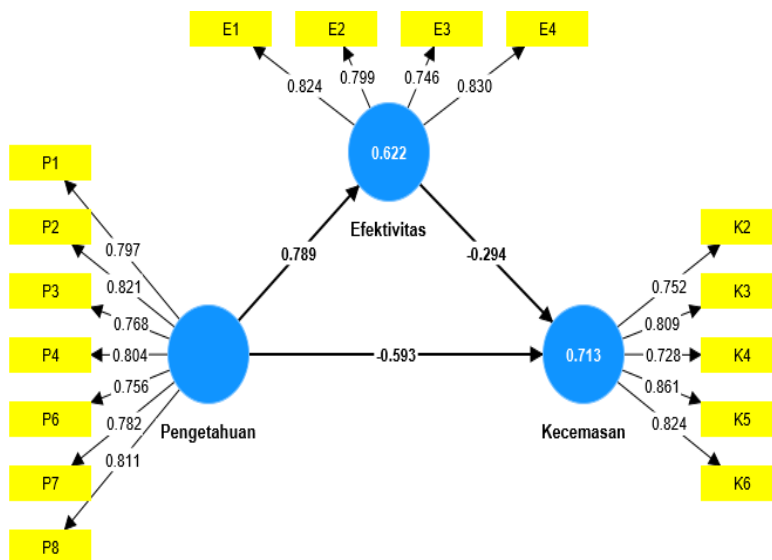 E1
E2
E3
E4
0.824
0.799
0.746
0.830
0.622
Efektivitas
P1
P2
P3
P4
P6
P7
P8
0.797
0.821
0.768
0.804
0.756
0.782
0.811
Pengetahuan
0.789
-0.294
-0.593
0.713
Kecemasan
0.752
0.809
0.728
0.861
0.824
K2
K3
K4
K5
K6